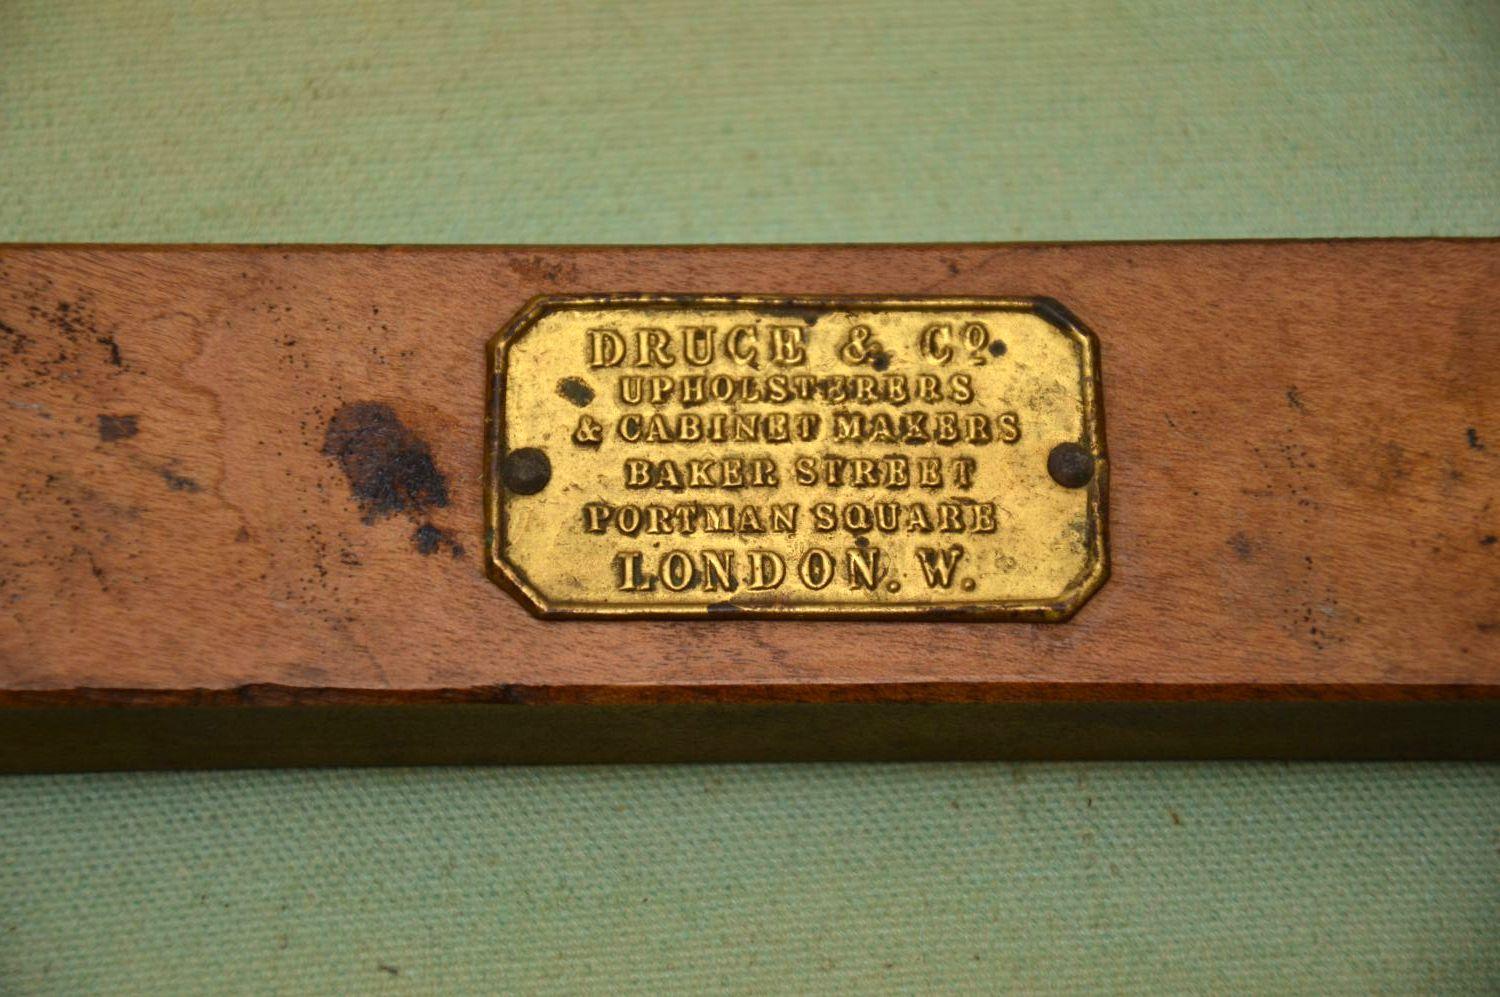 DRUCE & Cº
UPHOLSTERERS
& CABINET MAKERS
BAKER STREET
PORTMAN SQUARE
LONDON. W.